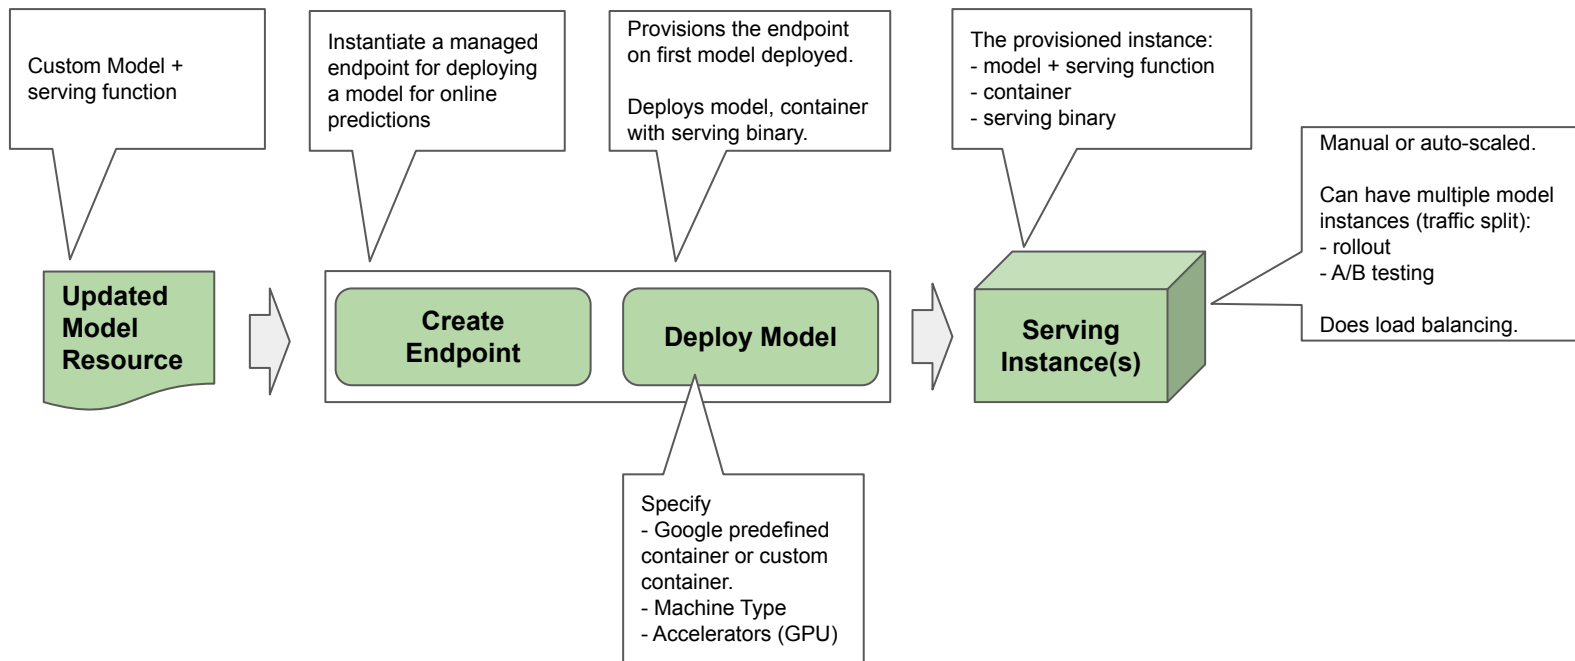 Custom Model +
serving function
Instantiate a managed
endpoint for deploying
a model for online
predictions
Provisions the endpoint
on first model deployed.
Deploys model, container
with serving binary.
The provisioned instance:
- model + serving function
- container
- serving binary
Manual or auto-scaled.
Can have multiple model
instances (traffic split):
- rollout
- A/B testing
Does load balancing.
Updated
Model
Resource
Create
Endpoint
Deploy Model
Serving
Instance(s)
Specify
- Google predefined
container or custom
container.
- Machine Type
- Accelerators (GPU)